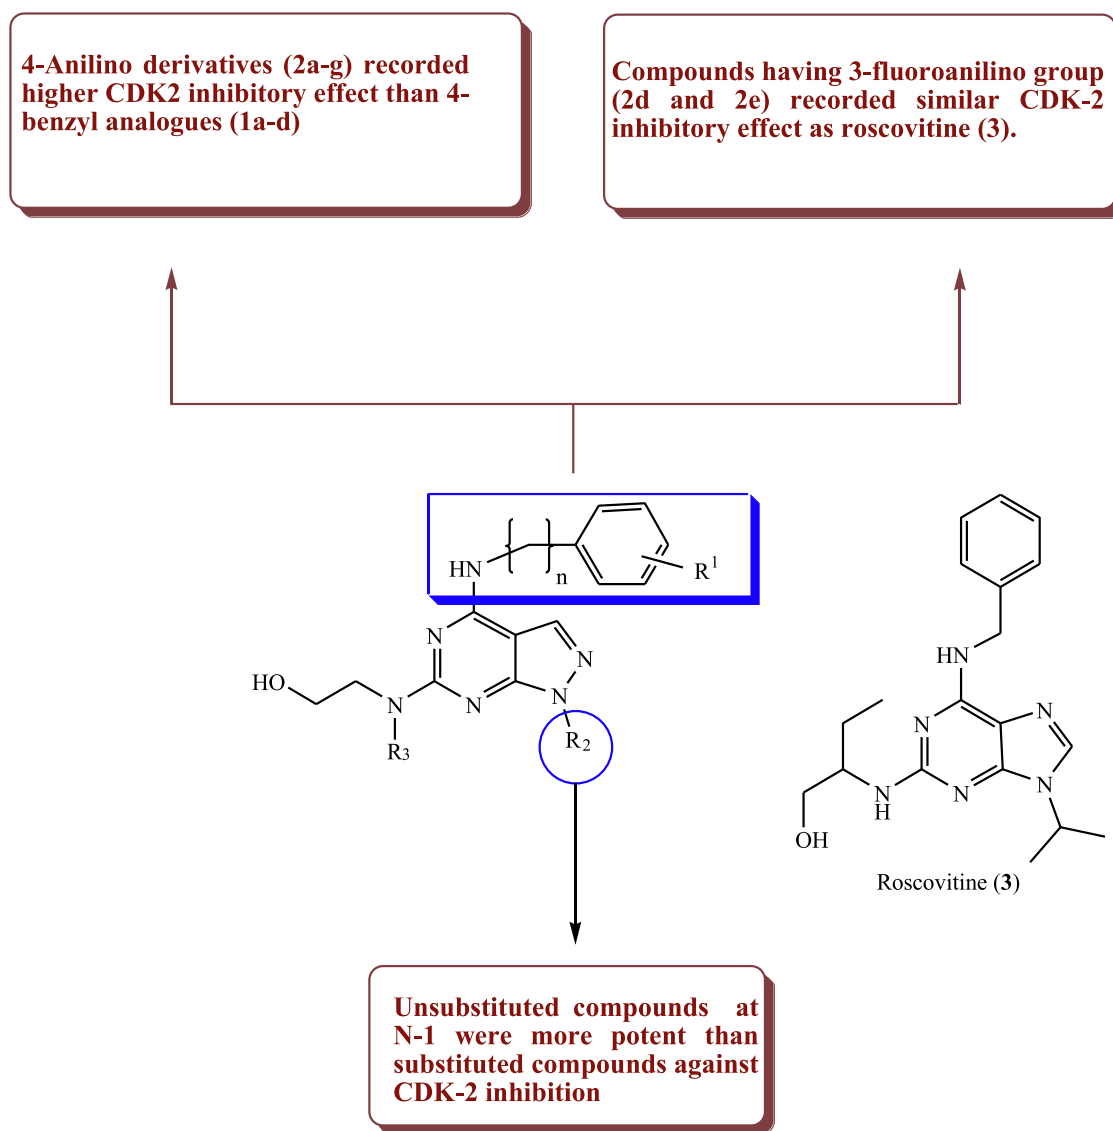 4-Anilino derivatives (2a-g) recorded
higher CDK2 inhibitory effect than 4-
benzyl analogues (1a-d)
Compounds having 3-fluoroanilino group
(2d and 2e) recorded similar CDK-2
inhibitory effect as roscovitine (3).
HN
n
R¹
N
N
HO
N
N
N
R₃
R₂
HN
N
N
N
N
N
H
OH
Roscovitine (3)
Unsubstituted compounds at
N-1 were more potent than
substituted compounds against
CDK-2 inhibition